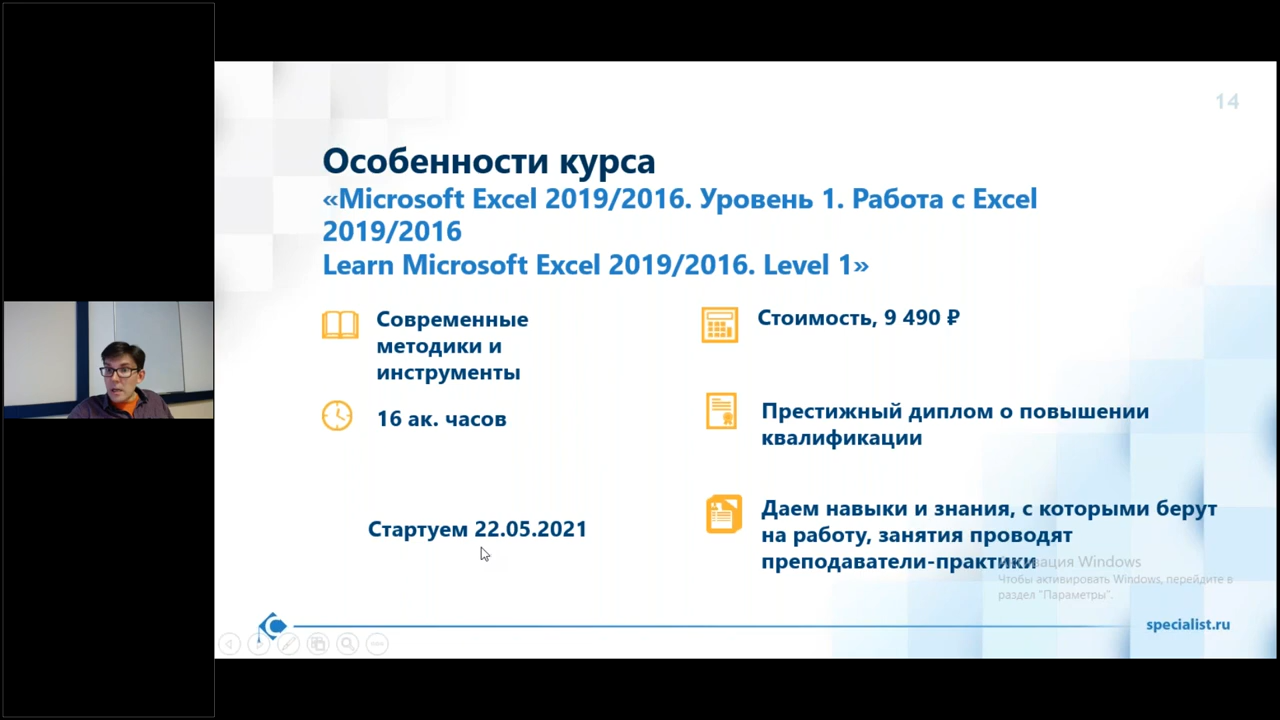 14
Особенности курса
«Microsoft Excel 2019/2016. Уровень 1. Работа с Excel
2019/2016
Learn Microsoft Excel 2019/2016. Level 1»
Современные
методики и
инструменты
16 ак. часов
Стартуем 22.05.2021
Стоимость, 9 490 ₽
Престижный диплом о повышении
квалификации
Даем навыки и знания, с которыми берут
на работу, занятия проводят
преподаватели-практики
Windows
Чтобы активировать Windows, перейдите в
раздел "Параметры".
specialist.ru